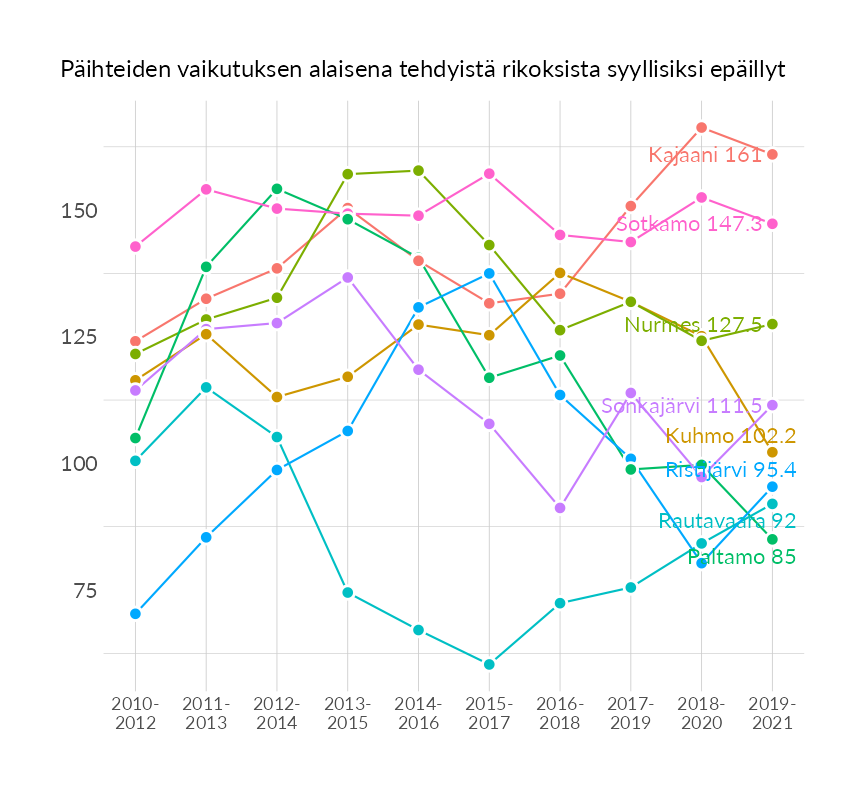 Päihteiden vaikutuksen alaisena tehdyistä rikoksista syyllisiksi epäillyt
150
125
100
75
Kajaani 161
Sotkamo 147.3
Nurmes 127.5
Sonkajärvi 111.5
Kuhmo 102.2
Ristijärvi 95.4
Rautavaara 92
Paltamo 85
2010-
2012
2011-
2013
2012-
2014
2013-
2015
2014-
2016
2015-
2017
2016-
2018
2017-
2019
2018-
2020
2019-
2021